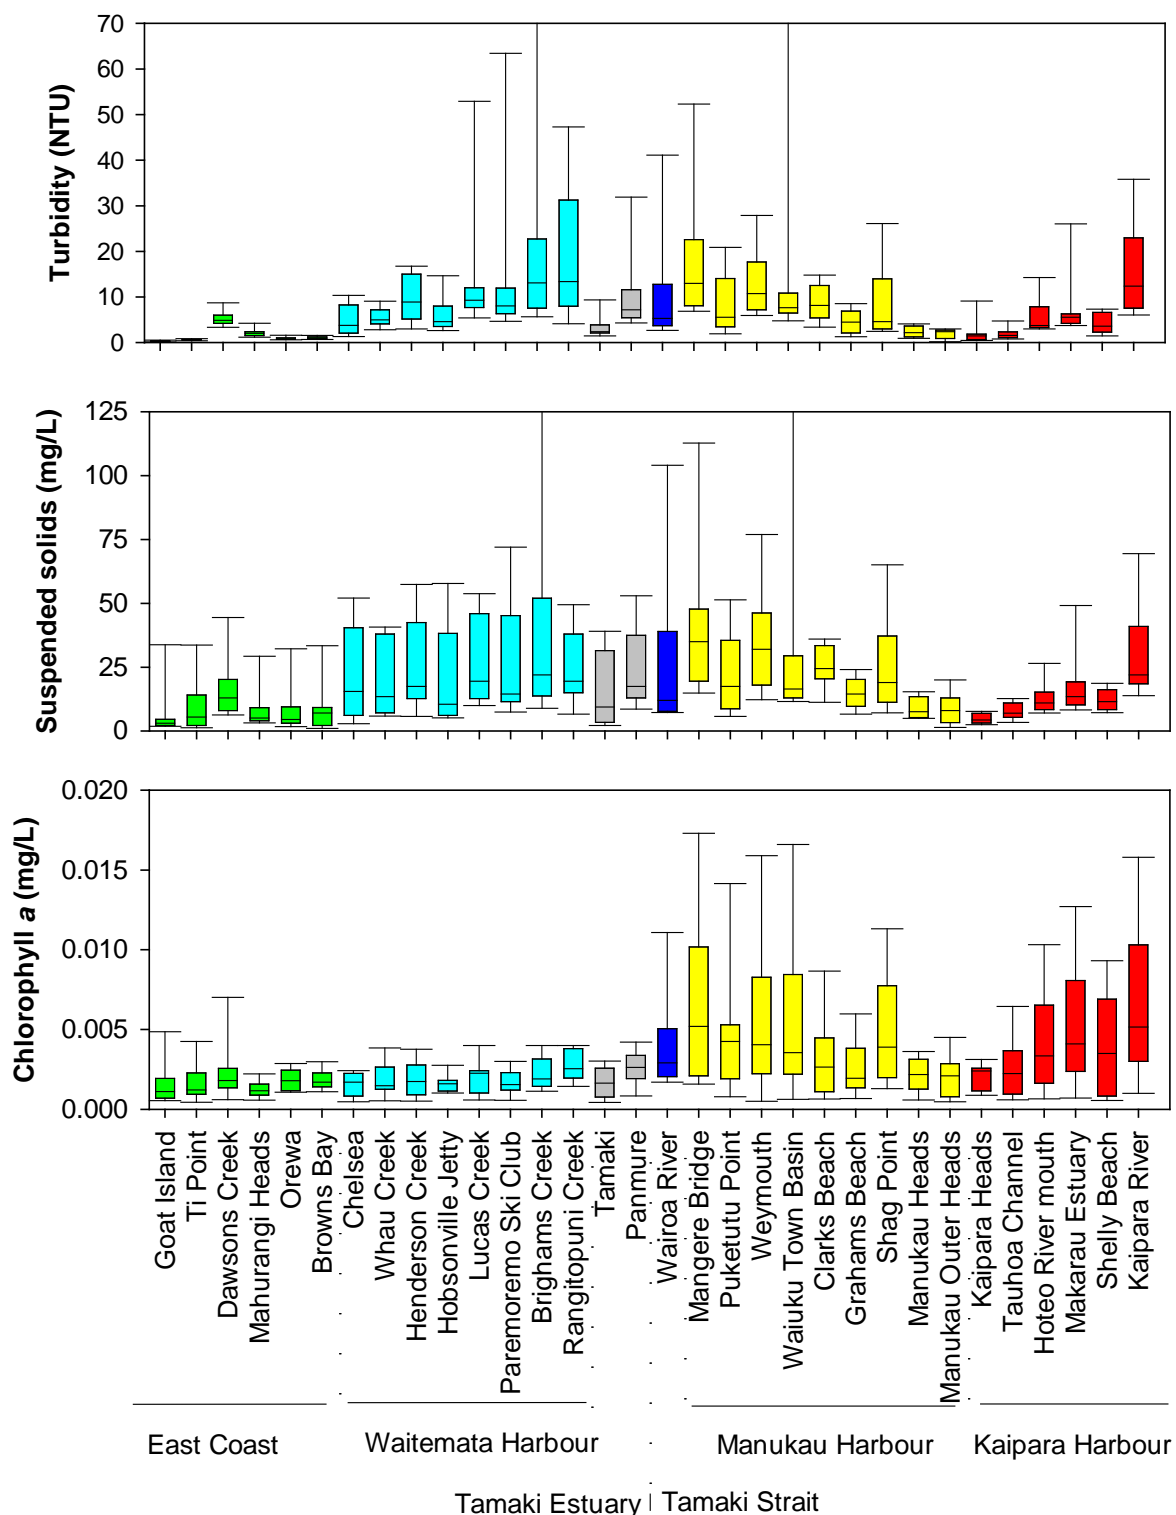 Turbidity (NTU)
70
60
50
40
30
20
10
0
Suspended solids (mg/L)
125
100
75
50
25
0
Chlorophyll a (mg/L)
0.020
0.015
0.010
0.005
0.000
Goat Island
Ti Point
Dawsons Creek
Mahurangi Heads
Orewa
Browns Bay
Chelsea
Whau Creek
Henderson Creek
Hobsonville Jetty
Lucas Creek
Paremoremo Ski Club
Brighams Creek
Rangitopuni Creek
Tamaki
Panmure
Wairoa River
Mangere Bridge
Puketutu Point
Weymouth
Waiuku Town Basin
Clarks Beach
Grahams Beach
Shag Point
Manukau Heads
Manukau Outer Heads
Kaipara Heads
Tauhoa Channel
Hoteo River mouth
Makarau Estuary
Shelly Beach
Kaipara River
East Coast
Waitemata Harbour
Manukau Harbour
Kaipara Harbour
Tamaki Estuary
Tamaki Strait